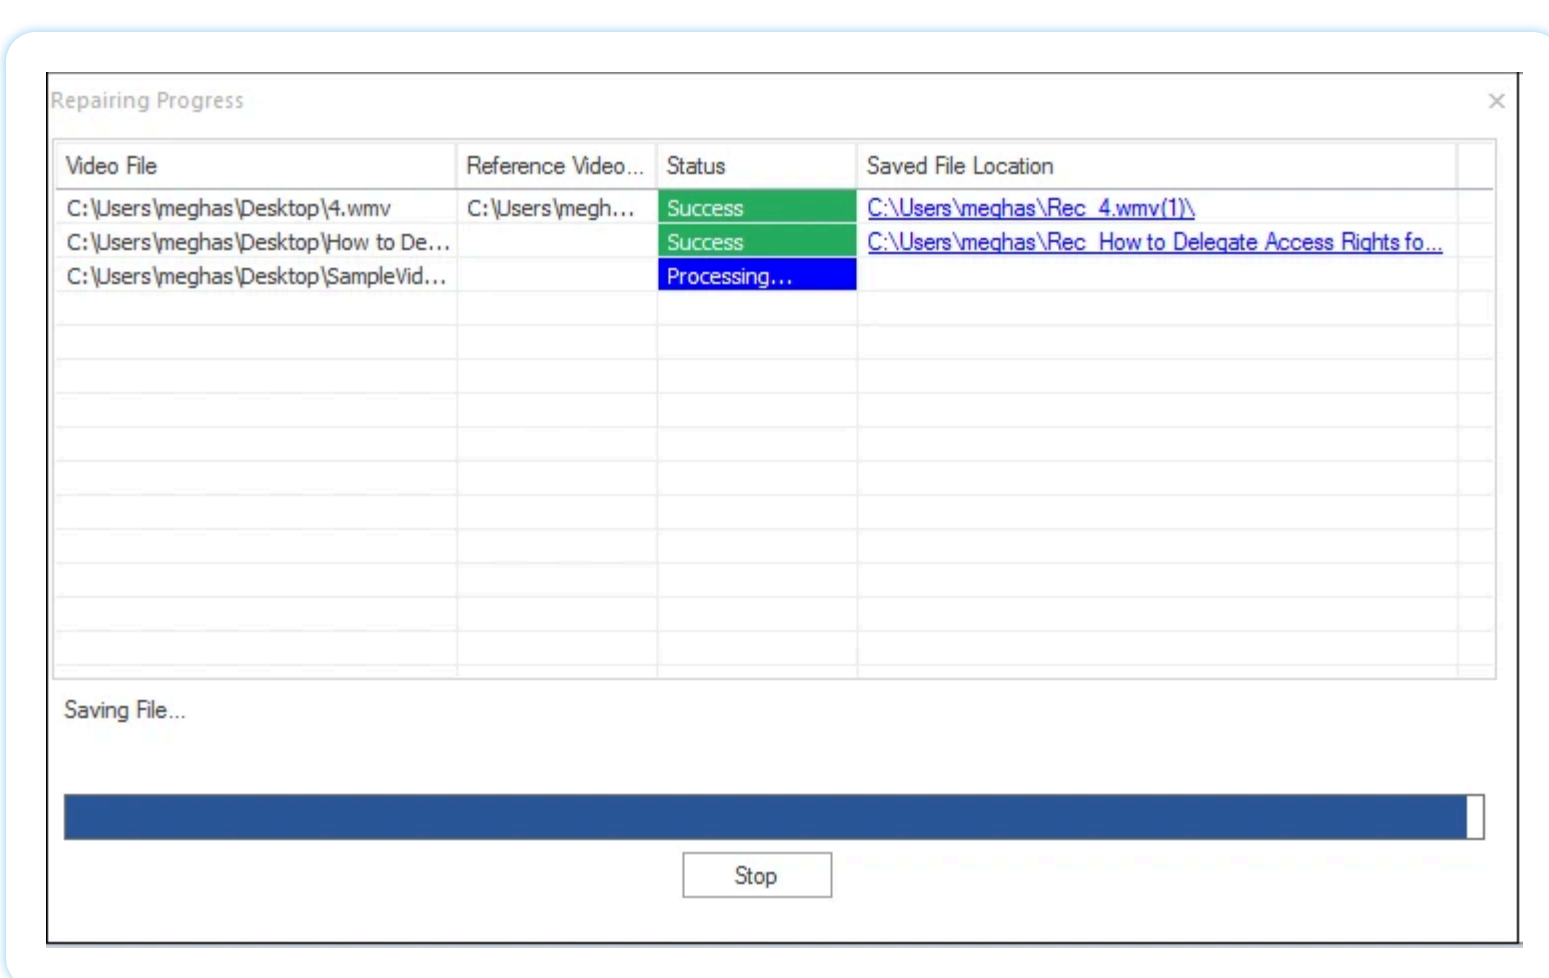 Repairing Progress
Video File Reference Video... Status Saved File Location
C:\Users\meghas\Desktop\4.wmv C:\Users\megh... Success C:\Users\meghas\Rec_4.wmv(1)\
C:\Users\meghas\Desktop\How to De... Success C:\Users\meghas\Rec_How to Delegate Access Rights fo...
C:\Users\meghas\Desktop\SampleVid... Processing...
Saving File...
Stop